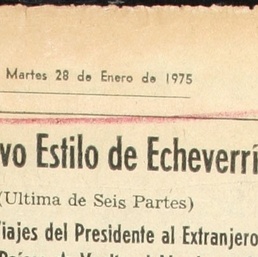 Martes 28 de Enero de 1975
vo Estilo de Echeverrí
(Ultima de Seis Partes)
iajes del Presidente al Extranjero